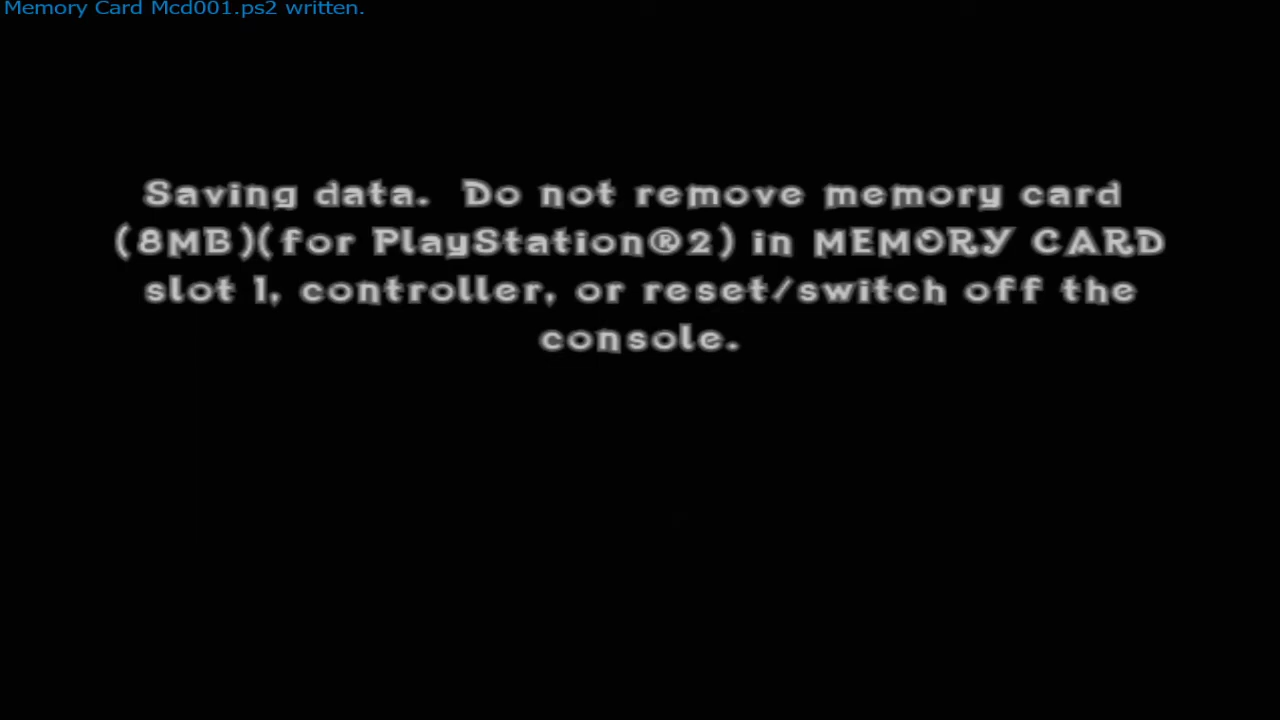 Memory Card Mcd001.ps2 written.
Saving data.  Do not remove memory card
(8MB)(for PlayStation®2) in MEMORY CARD
slot 1, controller, or reset/switch off the
console.